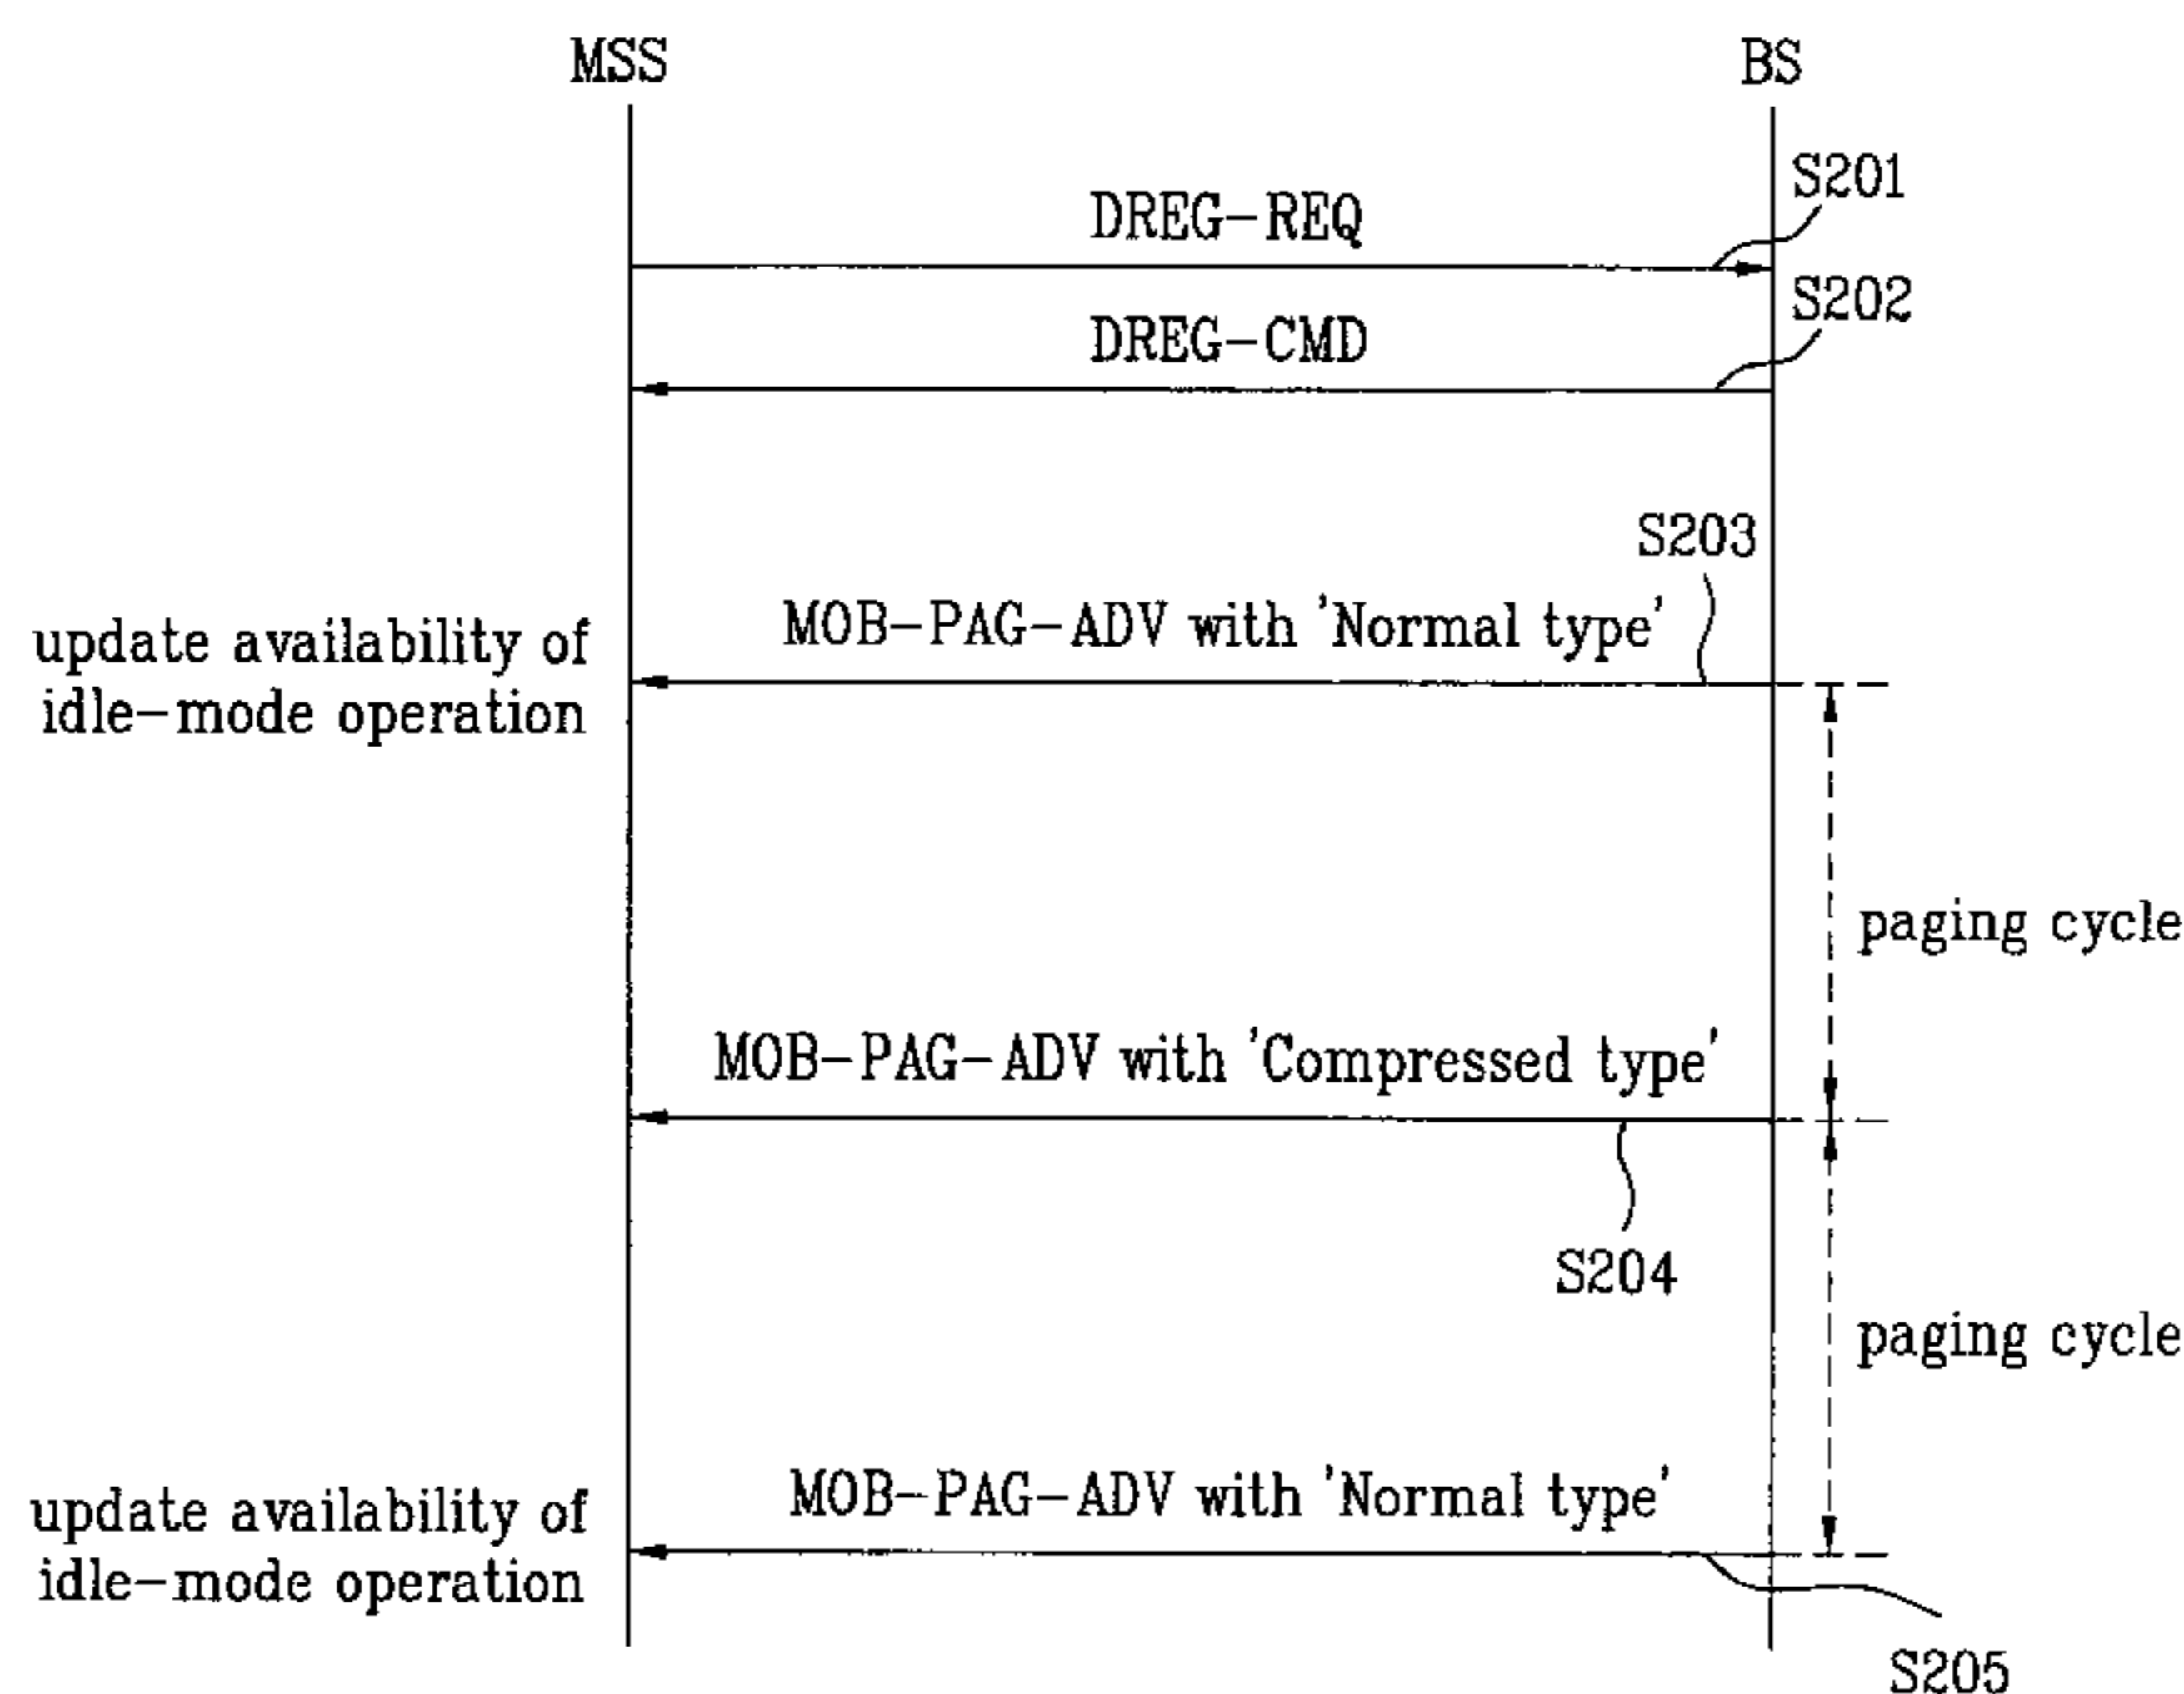 MSS
BS
S201
DREG-REQ
S202
DREG-CMD
S203
MOB-PAG-ADV with 'Normal type'
update availability of
idle-mode operation
paging cycle
MOB-PAG-ADV with 'Compressed type'
S204
paging cycle
MOB-PAG-ADV with 'Normal type'
update availability of
idle-mode operation
S205